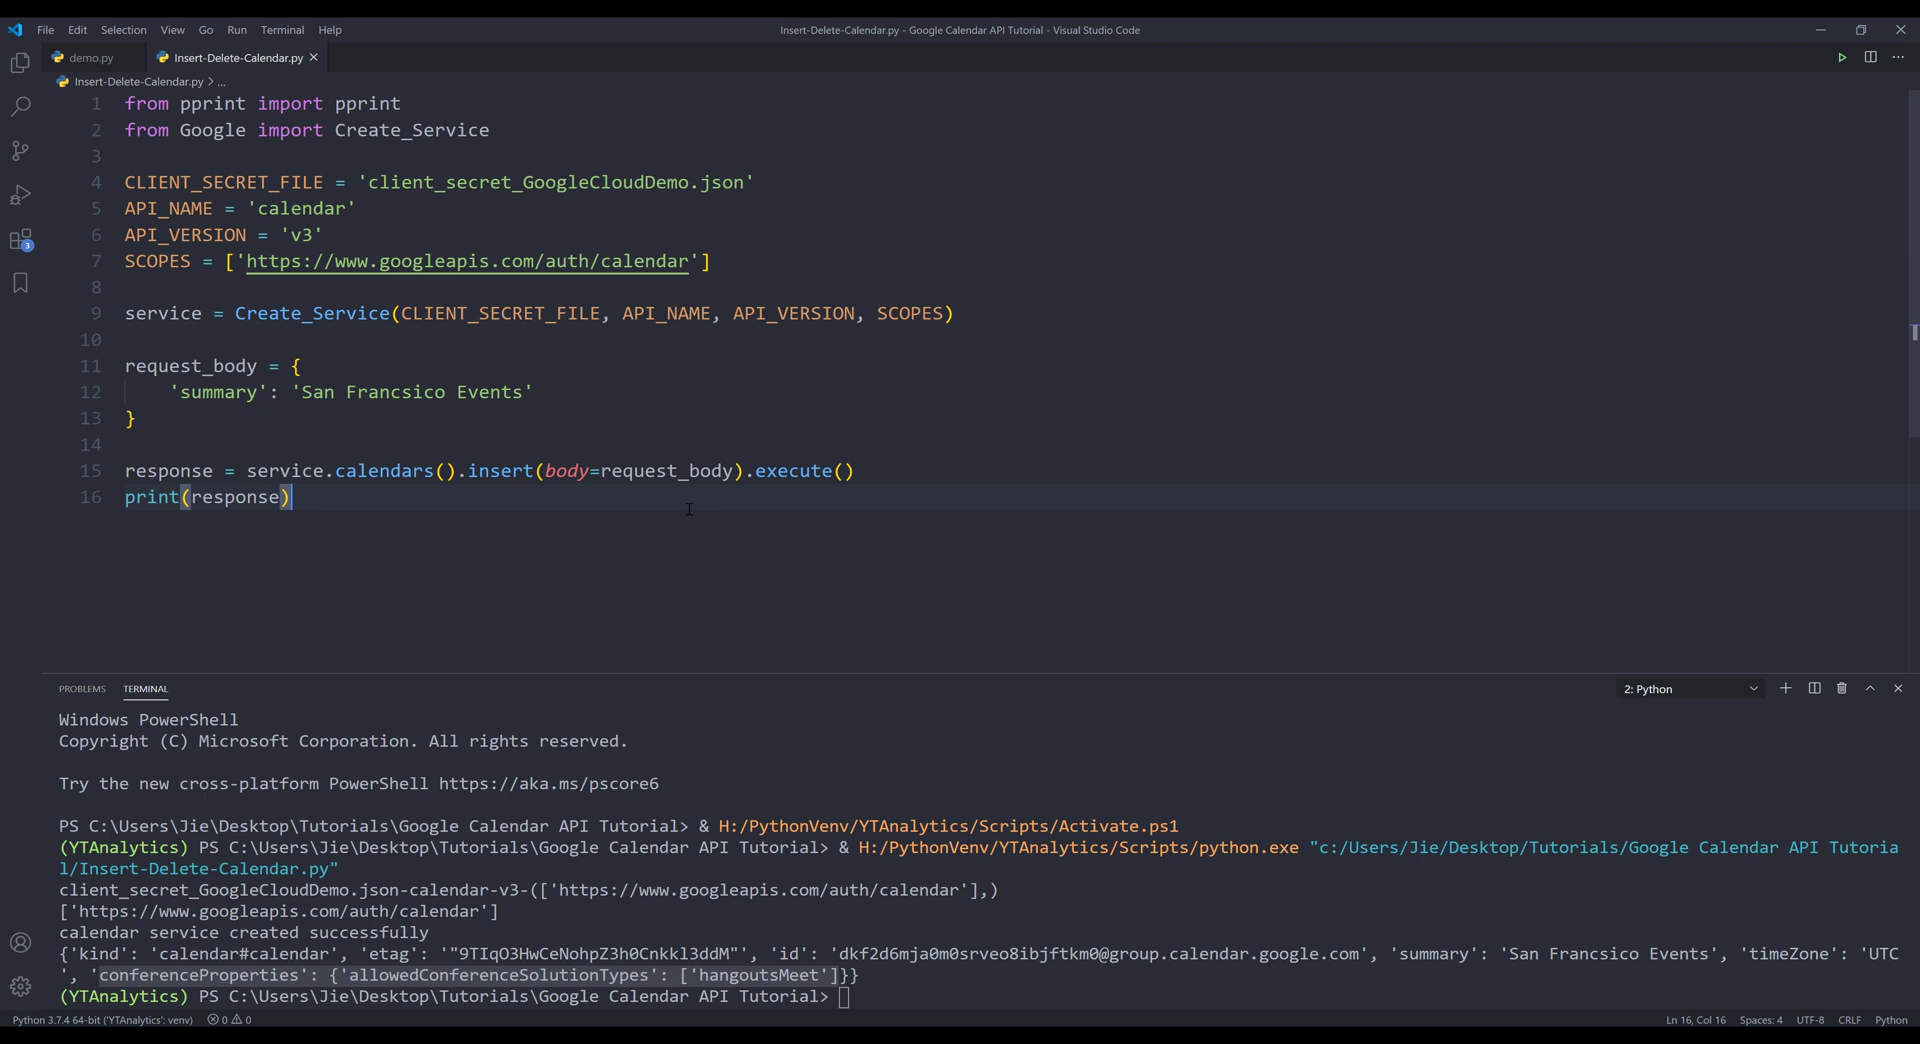 File Edit Selection View Go Run Terminal Help
Insert-Delete-Calendar.py - Google Calendar API Tutorial - Visual Studio Code
demo.py Insert-Delete-Calendar.py
Insert-Delete-Calendar.py > ...
1 from pprint import pprint
2 from Google import Create_Service
3
4 CLIENT_SECRET_FILE = 'client_secret_GoogleCloudDemo.json'
5 API_NAME = 'calendar'
6 API_VERSION = 'v3'
7 SCOPES = ['https://www.googleapis.com/auth/calendar']
8
9 service = Create_Service(CLIENT_SECRET_FILE, API_NAME, API_VERSION, SCOPES)
10
11 request_body = {
12     'summary': 'San Francsico Events'
13 }
14
15 response = service.calendars().insert(body=request_body).execute()
16 print(response)
3
PROBLEMS TERMINAL
2: Python
Windows PowerShell
Copyright (C) Microsoft Corporation. All rights reserved.
Try the new cross-platform PowerShell https://aka.ms/pscore6
PS C:\Users\Jie\Desktop\Tutorials\Google Calendar API Tutorial> & H:/PythonVenv/YTAnalytics/Scripts/Activate.ps1
(YTAnalytics) PS C:\Users\Jie\Desktop\Tutorials\Google Calendar API Tutorial> & H:/PythonVenv/YTAnalytics/Scripts/python.exe "c:/Users/Jie/Desktop/Tutorials/Google Calendar API Tutoria
l/Insert-Delete-Calendar.py"
client_secret_GoogleCloudDemo.json-calendar-v3-(['https://www.googleapis.com/auth/calendar'],)
['https://www.googleapis.com/auth/calendar']
calendar service created successfully
{'kind': 'calendar#calendar', 'etag': '"9TIqO3HwCeNohpZ3h0Cnkkl3ddM"', 'id': 'dkf2d6mja0m0srveo8ibjftkm0@group.calendar.google.com', 'summary': 'San Francsico Events', 'timeZone': 'UTC
', 'conferenceProperties': {'allowedConferenceSolutionTypes': ['hangoutsMeet']}}
(YTAnalytics) PS C:\Users\Jie\Desktop\Tutorials\Google Calendar API Tutorial>
Python 3.7.4 64-bit ('YTAnalytics': venv) 0 0
Ln 16, Col 16 Spaces: 4 UTF-8 CRLF Python